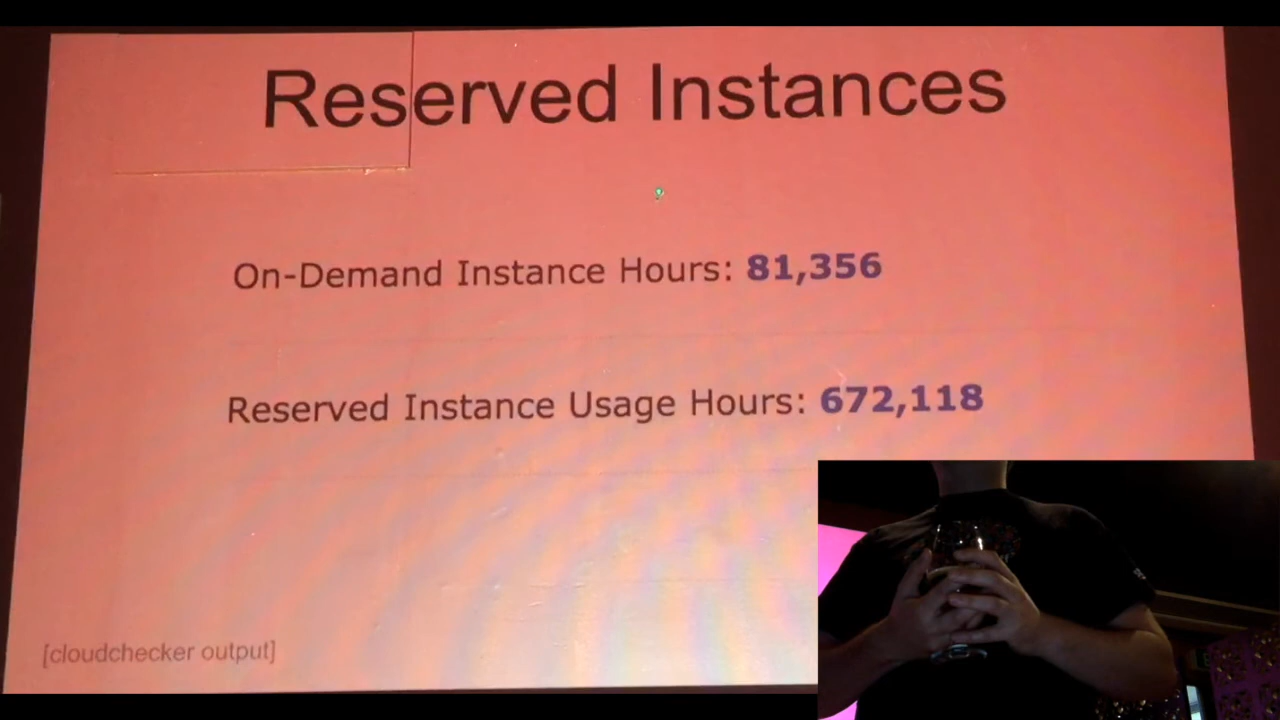 Reserved Instances
On-Demand Instance Hours: 81,356
Reserved Instance Usage Hours: 672,118
[cloudchecker output]